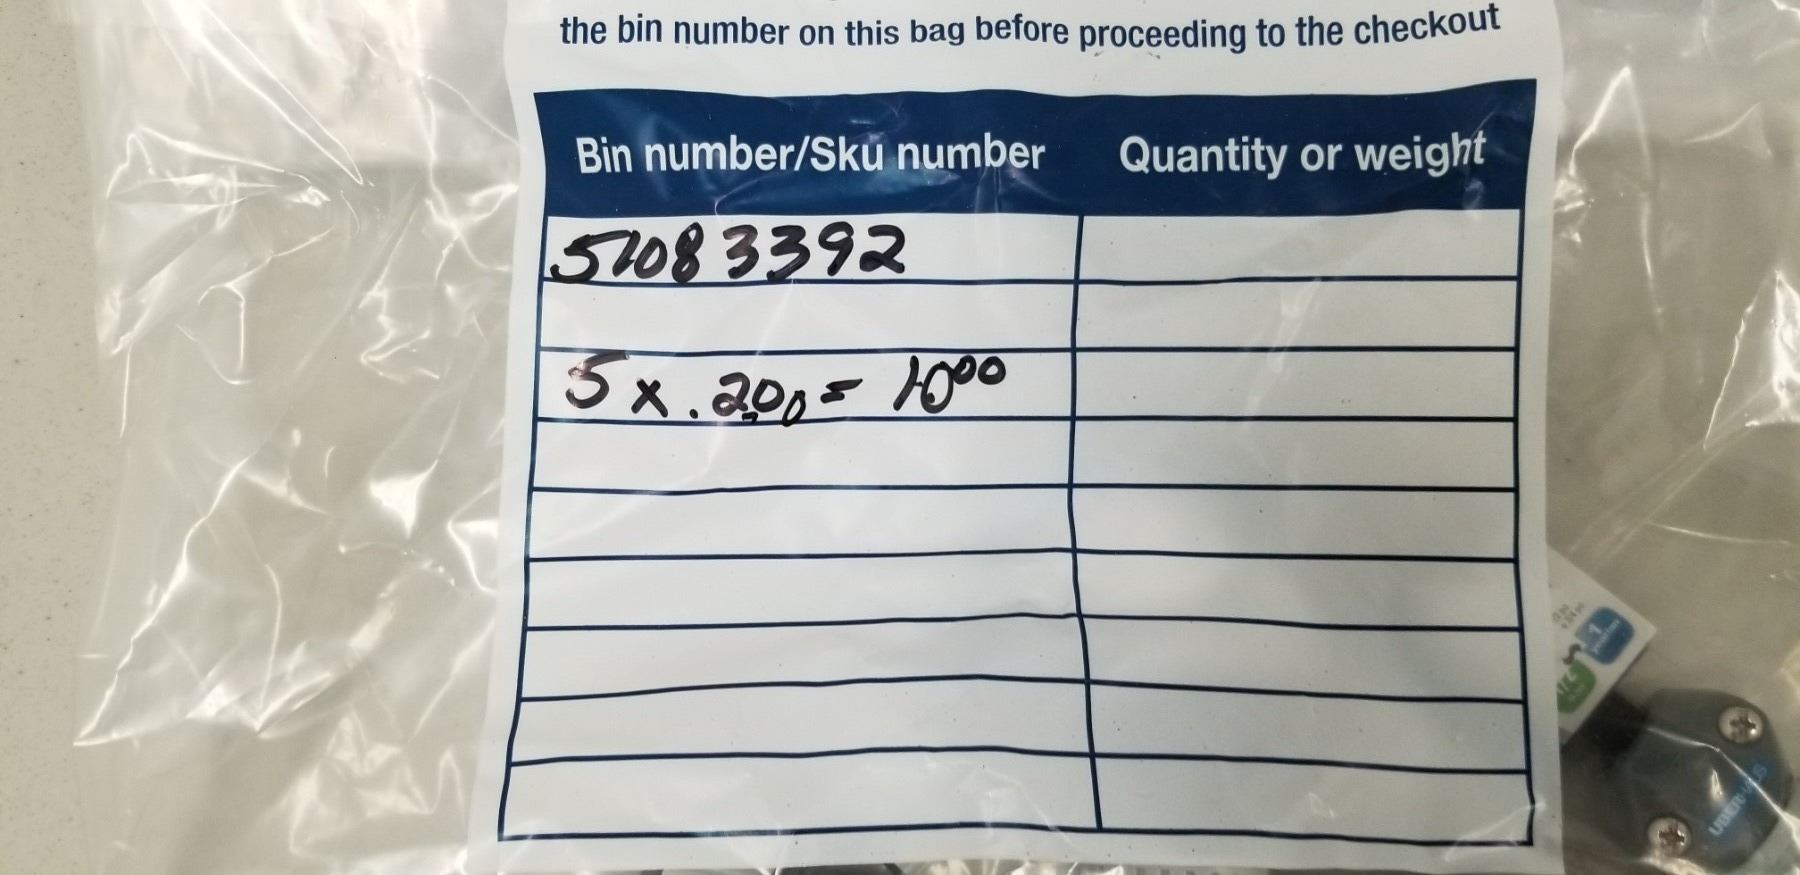 the bin number on this bag before proceeding to the checkout
Bin number/Sku number Quantity or weight
51083392
5 x .200 = 1000
1